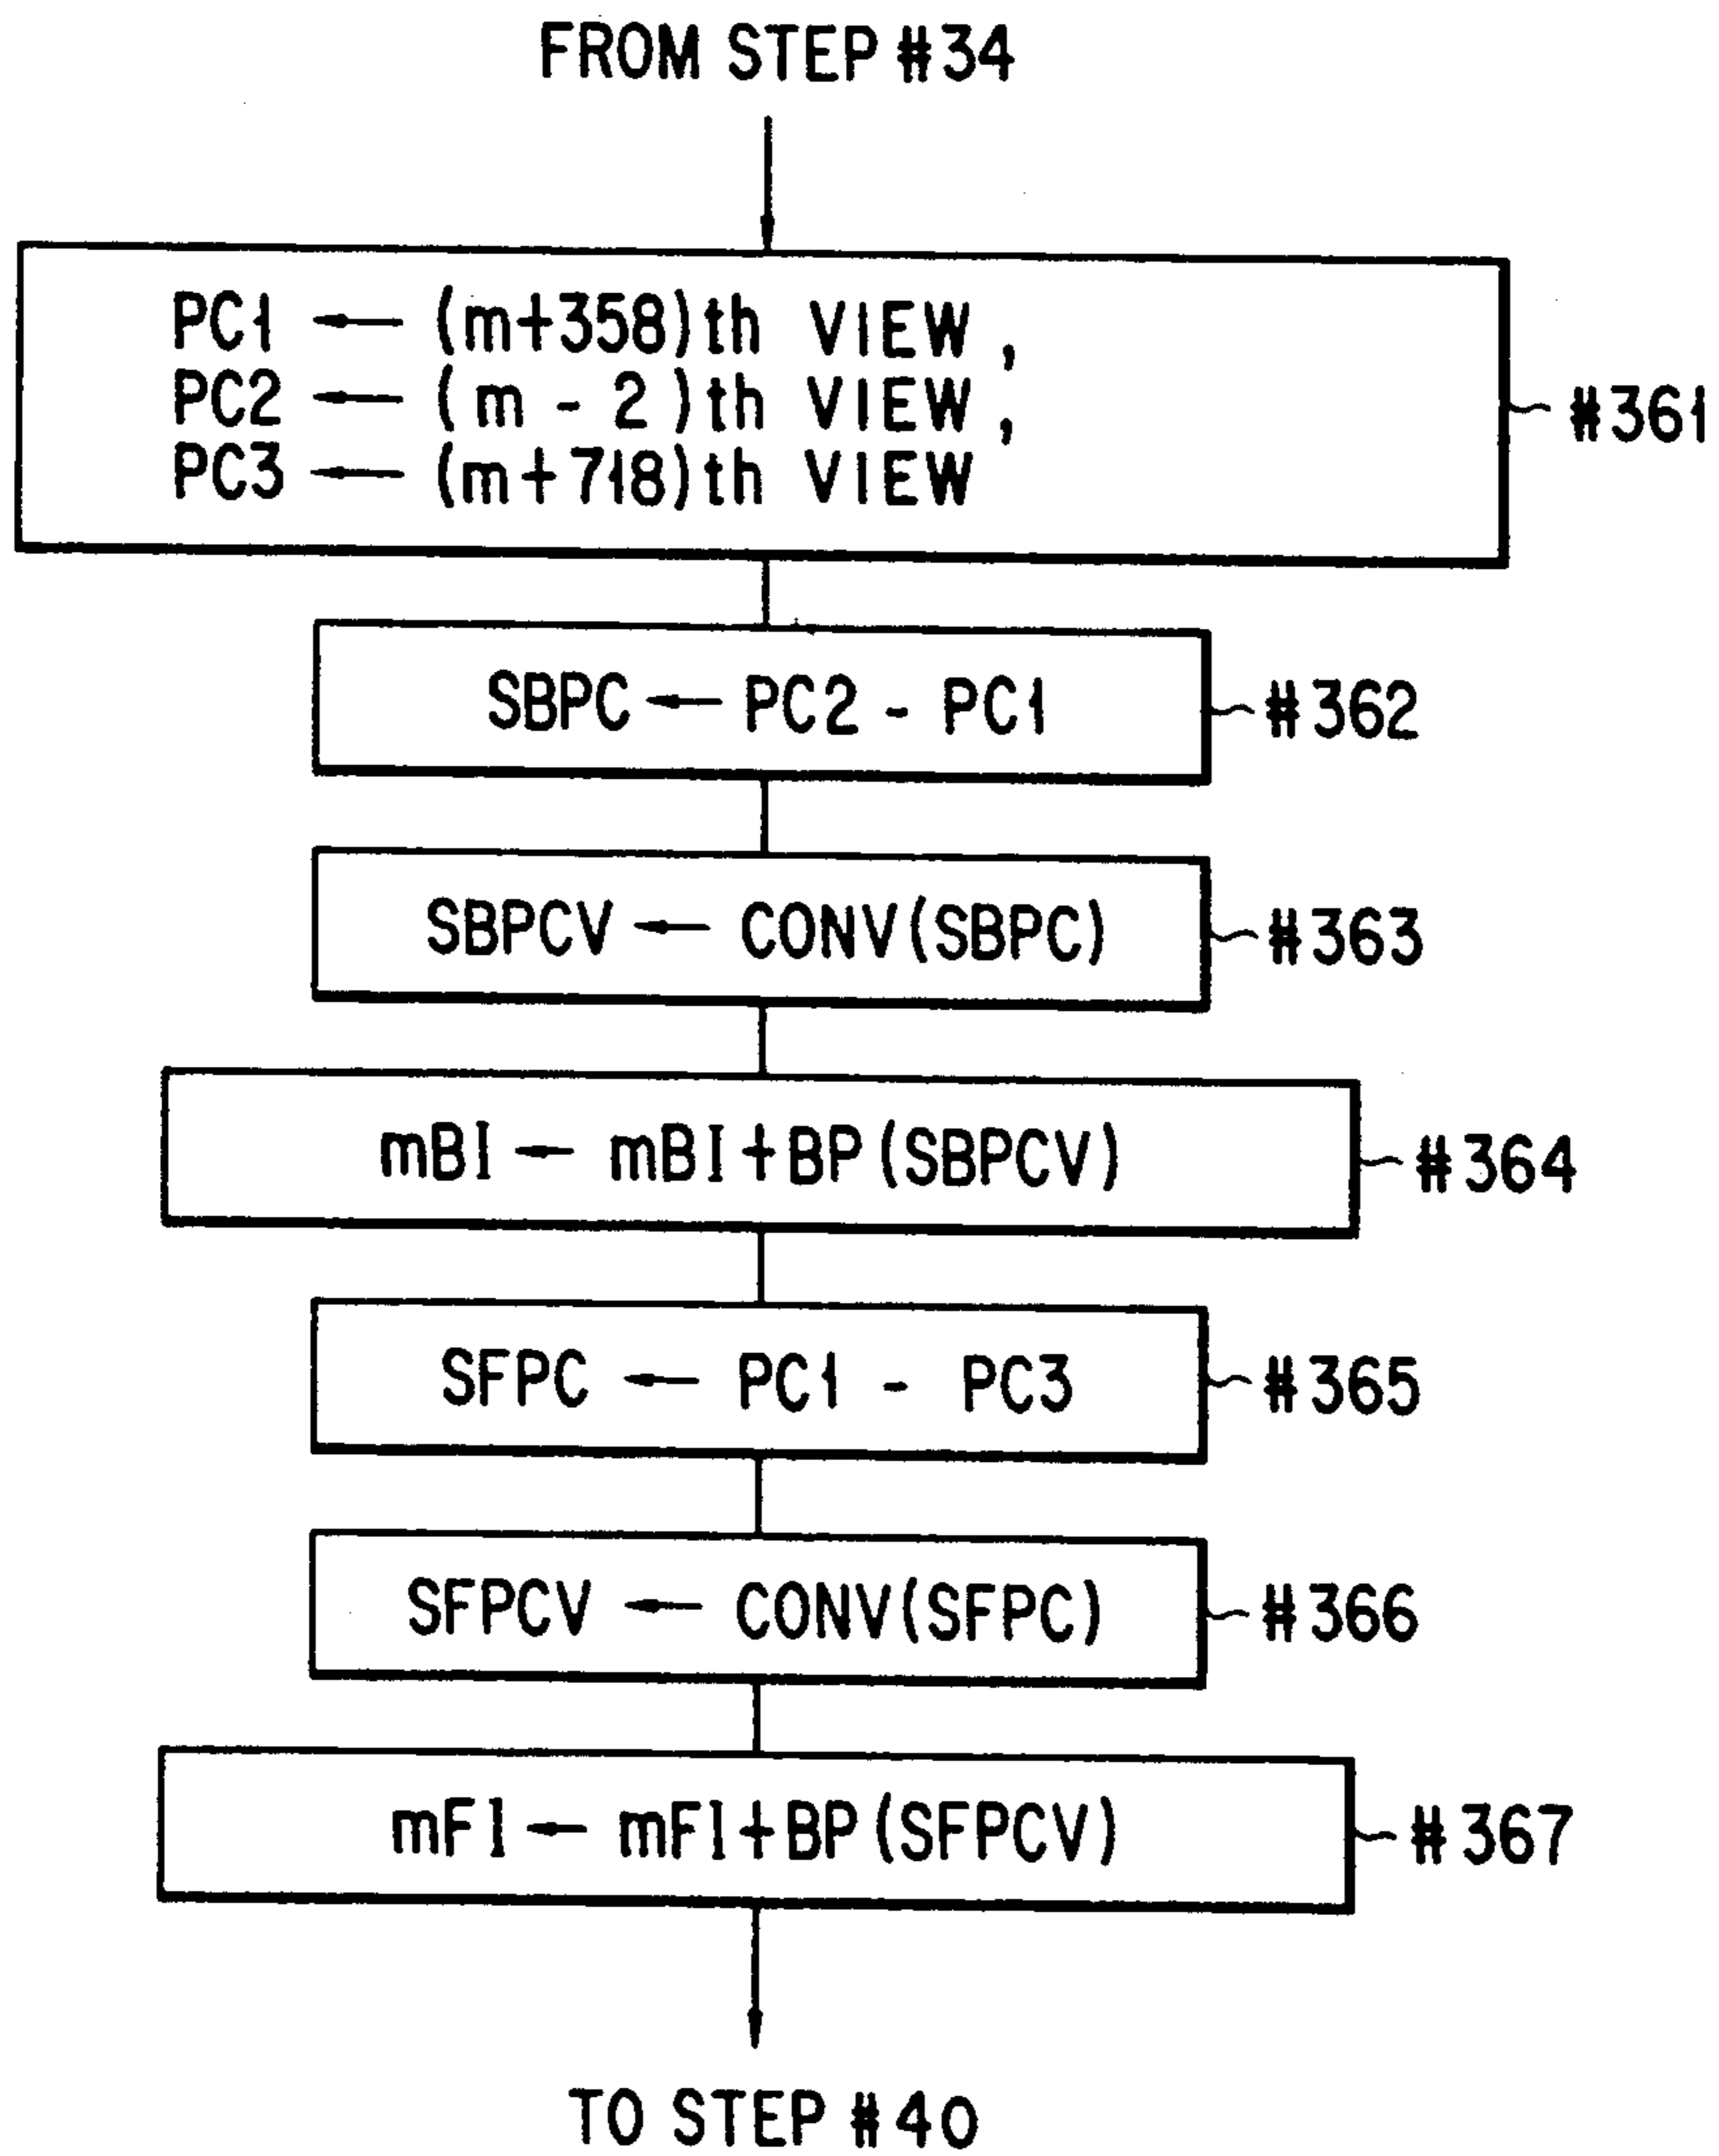 FROM STEP #34
PC1 ← (m+358)th VIEW,
PC2 ← ( m - 2 )th VIEW,
PC3 ← (m+718)th VIEW
#361
SBPC ← PC2 - PC1
#362
SBPCV ← CONV(SBPC)
#363
mBI ← mBI+BP(SBPCV)
#364
SFPC ← PC1 - PC3
#365
SFPCV ← CONV(SFPC)
#366
mFI ← mFI+BP(SFPCV)
#367
TO STEP #40